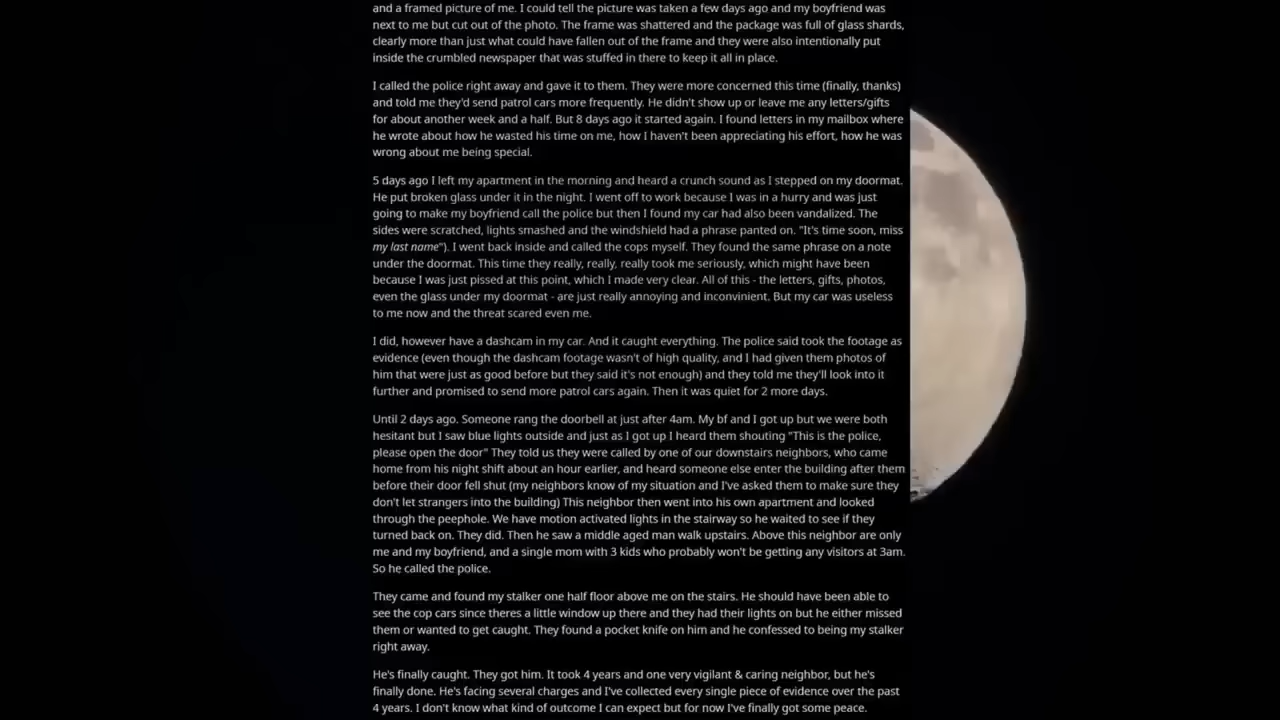 and a framed picture of me. I could tell the picture was taken a few days ago and my boyfriend was
next to me but cut out of the photo. The frame was shattered and the package was full of glass shards,
clearly more than just what could have fallen out of the frame and they were also intentionally put
inside the crumbled newspaper that was stuffed in there to keep it all in place.
I called the police right away and gave it to them. They were more concerned this time (finally, thanks)
and told me they'd send patrol cars more frequently. He didn't show up or leave me any letters/gifts
for about another week and a half. But 8 days ago it started again. I found letters in my mailbox where
he wrote about how he wasted his time on me, how I haven't been appreciating his effort, how he was
wrong about me being special.
5 days ago I left my apartment in the morning and heard a crunch sound as I stepped on my doormat.
He put broken glass under it in the night. I went off to work because I was in a hurry and was just
going to make my boyfriend call the police but then I found my car had also been vandalized. The
sides were scratched, lights smashed and the windshield had a phrase panted on. "It's time soon, miss
my last name"). I went back inside and called the cops myself. They found the same phrase on a note
under the doormat. This time they really, really, really took me seriously, which might have been
because I was just pissed at this point, which I made very clear. All of this - the letters, gifts, photos,
even the glass under my doormat - are just really annoying and inconvinient. But my car was useless
to me now and the threat scared even me.
I did, however have a dashcam in my car. And it caught everything. The police said took the footage as
evidence (even though the dashcam footage wasn't of high quality, and I had given them photos of
him that were just as good before but they said it's not enough) and they told me they'll look into it
further and promised to send more patrol cars again. Then it was quiet for 2 more days.
Until 2 days ago. Someone rang the doorbell at just after 4am. My bf and I got up but we were both
hesitant but I saw blue lights outside and just as I got up I heard them shouting "This is the police,
please open the door" They told us they were called by one of our downstairs neighbors, who came
home from his night shift about an hour earlier, and heard someone else enter the building after them
before their door fell shut (my neighbors know of my situation and I've asked them to make sure they
don't let strangers into the building) This neighbor then went into his own apartment and looked
through the peephole. We have motion activated lights in the stairway so he waited to see if they
turned back on. They did. Then he saw a middle aged man walk upstairs. Above this neighbor are only
me and my boyfriend, and a single mom with 3 kids who probably won't be getting any visitors at 3am.
So he called the police.
They came and found my stalker one half floor above me on the stairs. He should have been able to
see the cop cars since theres a little window up there and they had their lights on but he either missed
them or wanted to get caught. They found a pocket knife on him and he confessed to being my stalker
right away.
He's finally caught. They got him. It took 4 years and one very vigilant & caring neighbor, but he's
finally done. He's facing several charges and I've collected every single piece of evidence over the past
4 years. I don't know what kind of outcome I can expect but for now I've finally got some peace.